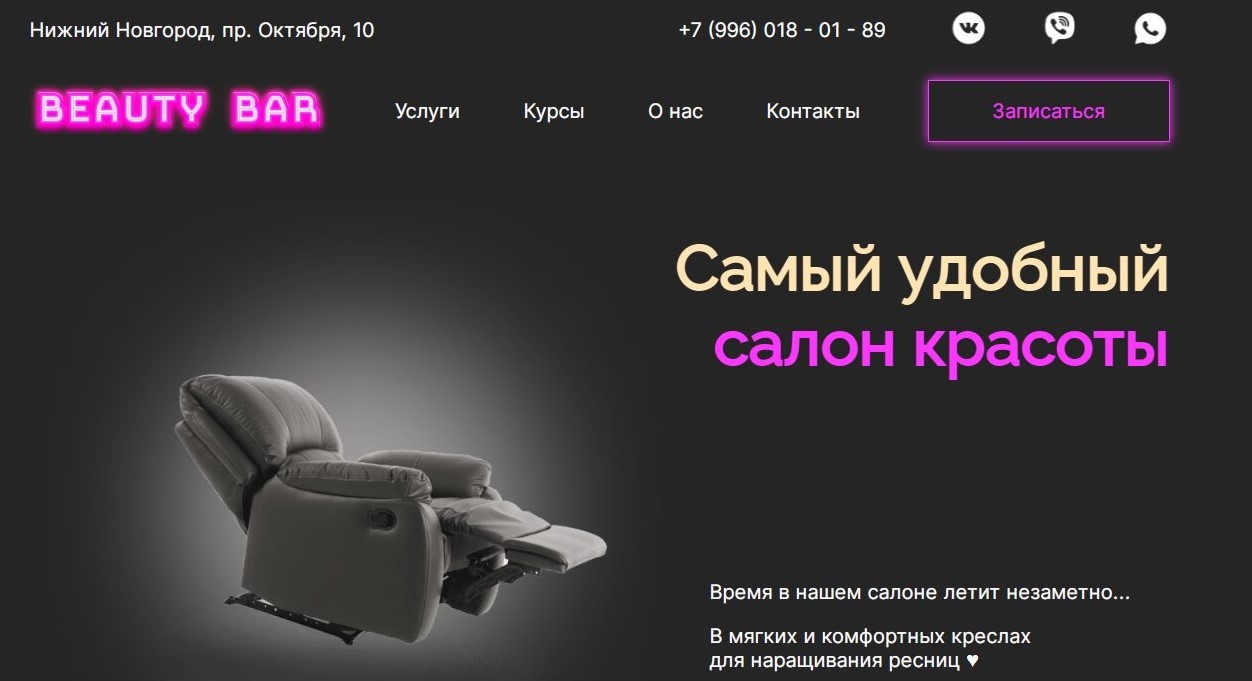 Нижний Новгород, пр. Октября, 10
+7 (996) 018 - 01 - 89
BEAUTY BAR
Услуги
Курсы
О нас
Контакты
Записаться
Самый удобный
салон красоты
Время в нашем салоне летит незаметно...
В мягких и комфортных креслах
для наращивания ресниц ♥